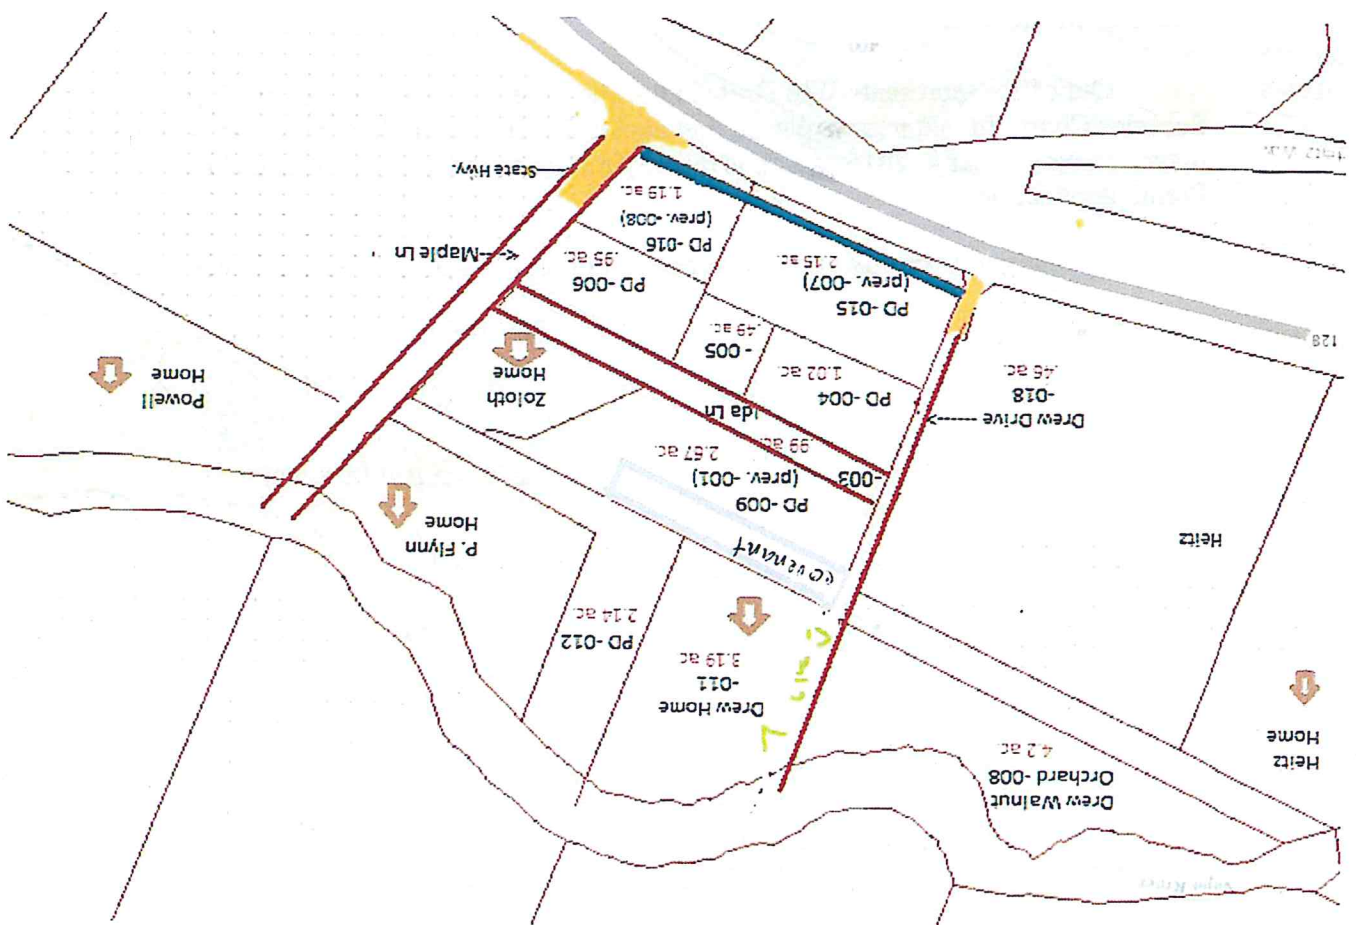 Heitz
Home
Drew Walnut
Orchard -008
4.2 ac.
Drew Home
-011
3.19 ac
PD -012
2.14 ac.
P. Flynn
Home
Heitz
covenant
PD -009
(prev. -001)
2.67 ac.
-003
.99 ac.
Ida Ln
Powell
Home
Zoloth
Home
Drew Drive
-018
.46 ac.
PD -004
1.02 ac.
-005
.49 ac.
128
PD -015
(prev. -007)
2.15 ac.
PD -006
.95 ac.
PD -016
(prev. -008)
1.19 ac.
Maple Ln
State Hwy.
Napa River